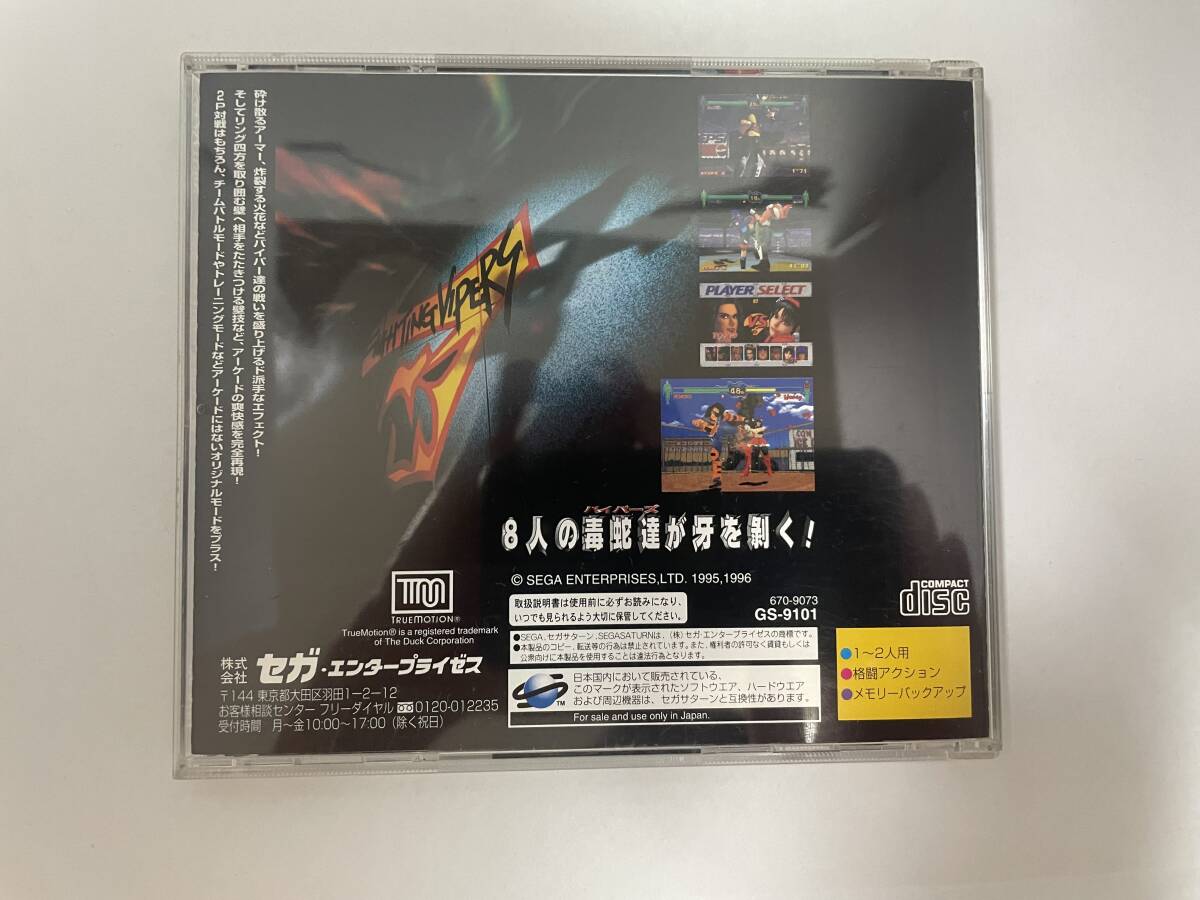 砕け散るアーマー、炸裂する火花などバイパー達の戦いを盛り上げるド派手なエフェクト！
そしてリング四方を取り囲む壁へ相手をたたきつける壁技など、アーケードの爽快感を完全再現！
2P対戦はもちろん、チームバトルモードやトレーニングモードなどアーケードにはないオリジナルモードをプラス！
FIGHTING VIPERS
PLAYER SELECT
VS
バイパーズ
8人の毒蛇達が牙を剥く！
© SEGA ENTERPRISES,LTD. 1995,1996
TM
TRUEMOTION®
TrueMotion® is a registered trademark
of The Duck Corporation
株式会社 セガ・エンタープライゼス
〒144 東京都大田区羽田1−2−12
お客様相談センター フリーダイヤル 0120-012235
受付時間 月〜金10:00〜17:00（除く祝日）
取扱説明書は使用前に必ずお読みになり、
いつでも見られるよう大切に保管してください。
670-9073
GS-9101
●SEGA、セガサターン、SEGASATURNは、（株）セガ・エンタープライゼスの商標です。
●本製品のコピー、転送等の行為は禁止されています。また、権利者の許可なく賃貸もしくは
公衆向けに本製品を使用することは違法行為となります。
日本国内において販売されている、
このマークが表示されたソフトウエア、ハードウエア
および周辺機器は、セガサターンと互換性があります。
TM
For sale and use only in Japan.
COMPACT
disc
●1〜2人用
●格闘アクション
●メモリーバックアップ